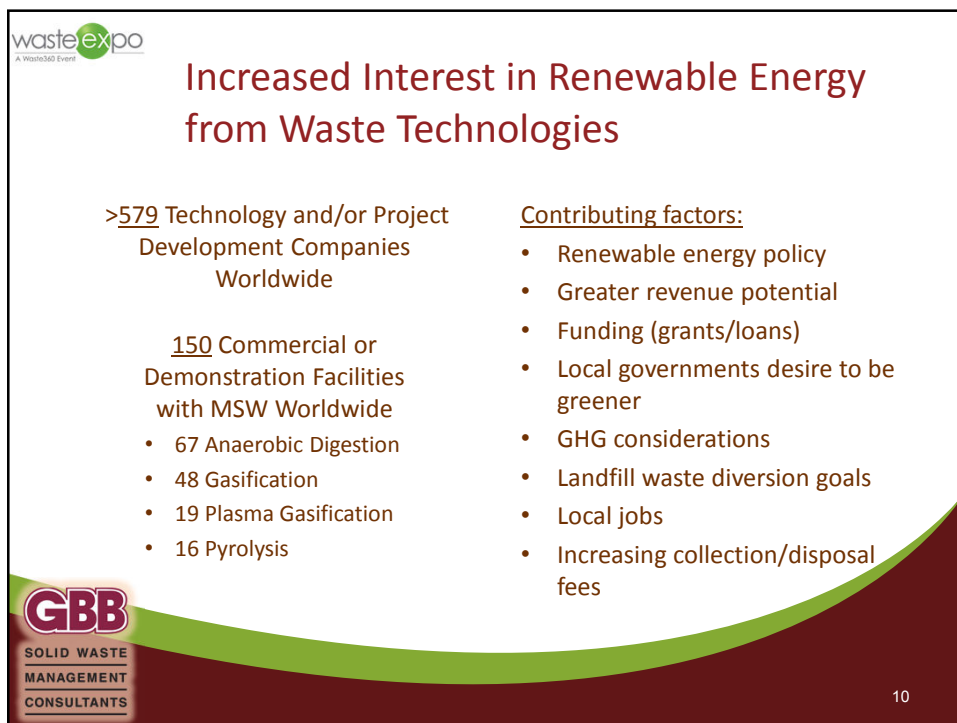 wasteexpo
A Waste360 Event
Increased Interest in Renewable Energy
from Waste Technologies
>579 Technology and/or Project
Development Companies
Worldwide
150 Commercial or
Demonstration Facilities
with MSW Worldwide
• 67 Anaerobic Digestion
• 48 Gasification
• 19 Plasma Gasification
• 16 Pyrolysis
Contributing factors:
• Renewable energy policy
• Greater revenue potential
• Funding (grants/loans)
• Local governments desire to be
greener
• GHG considerations
• Landfill waste diversion goals
• Local jobs
• Increasing collection/disposal
fees
GBB
SOLID WASTE
MANAGEMENT
CONSULTANTS
10